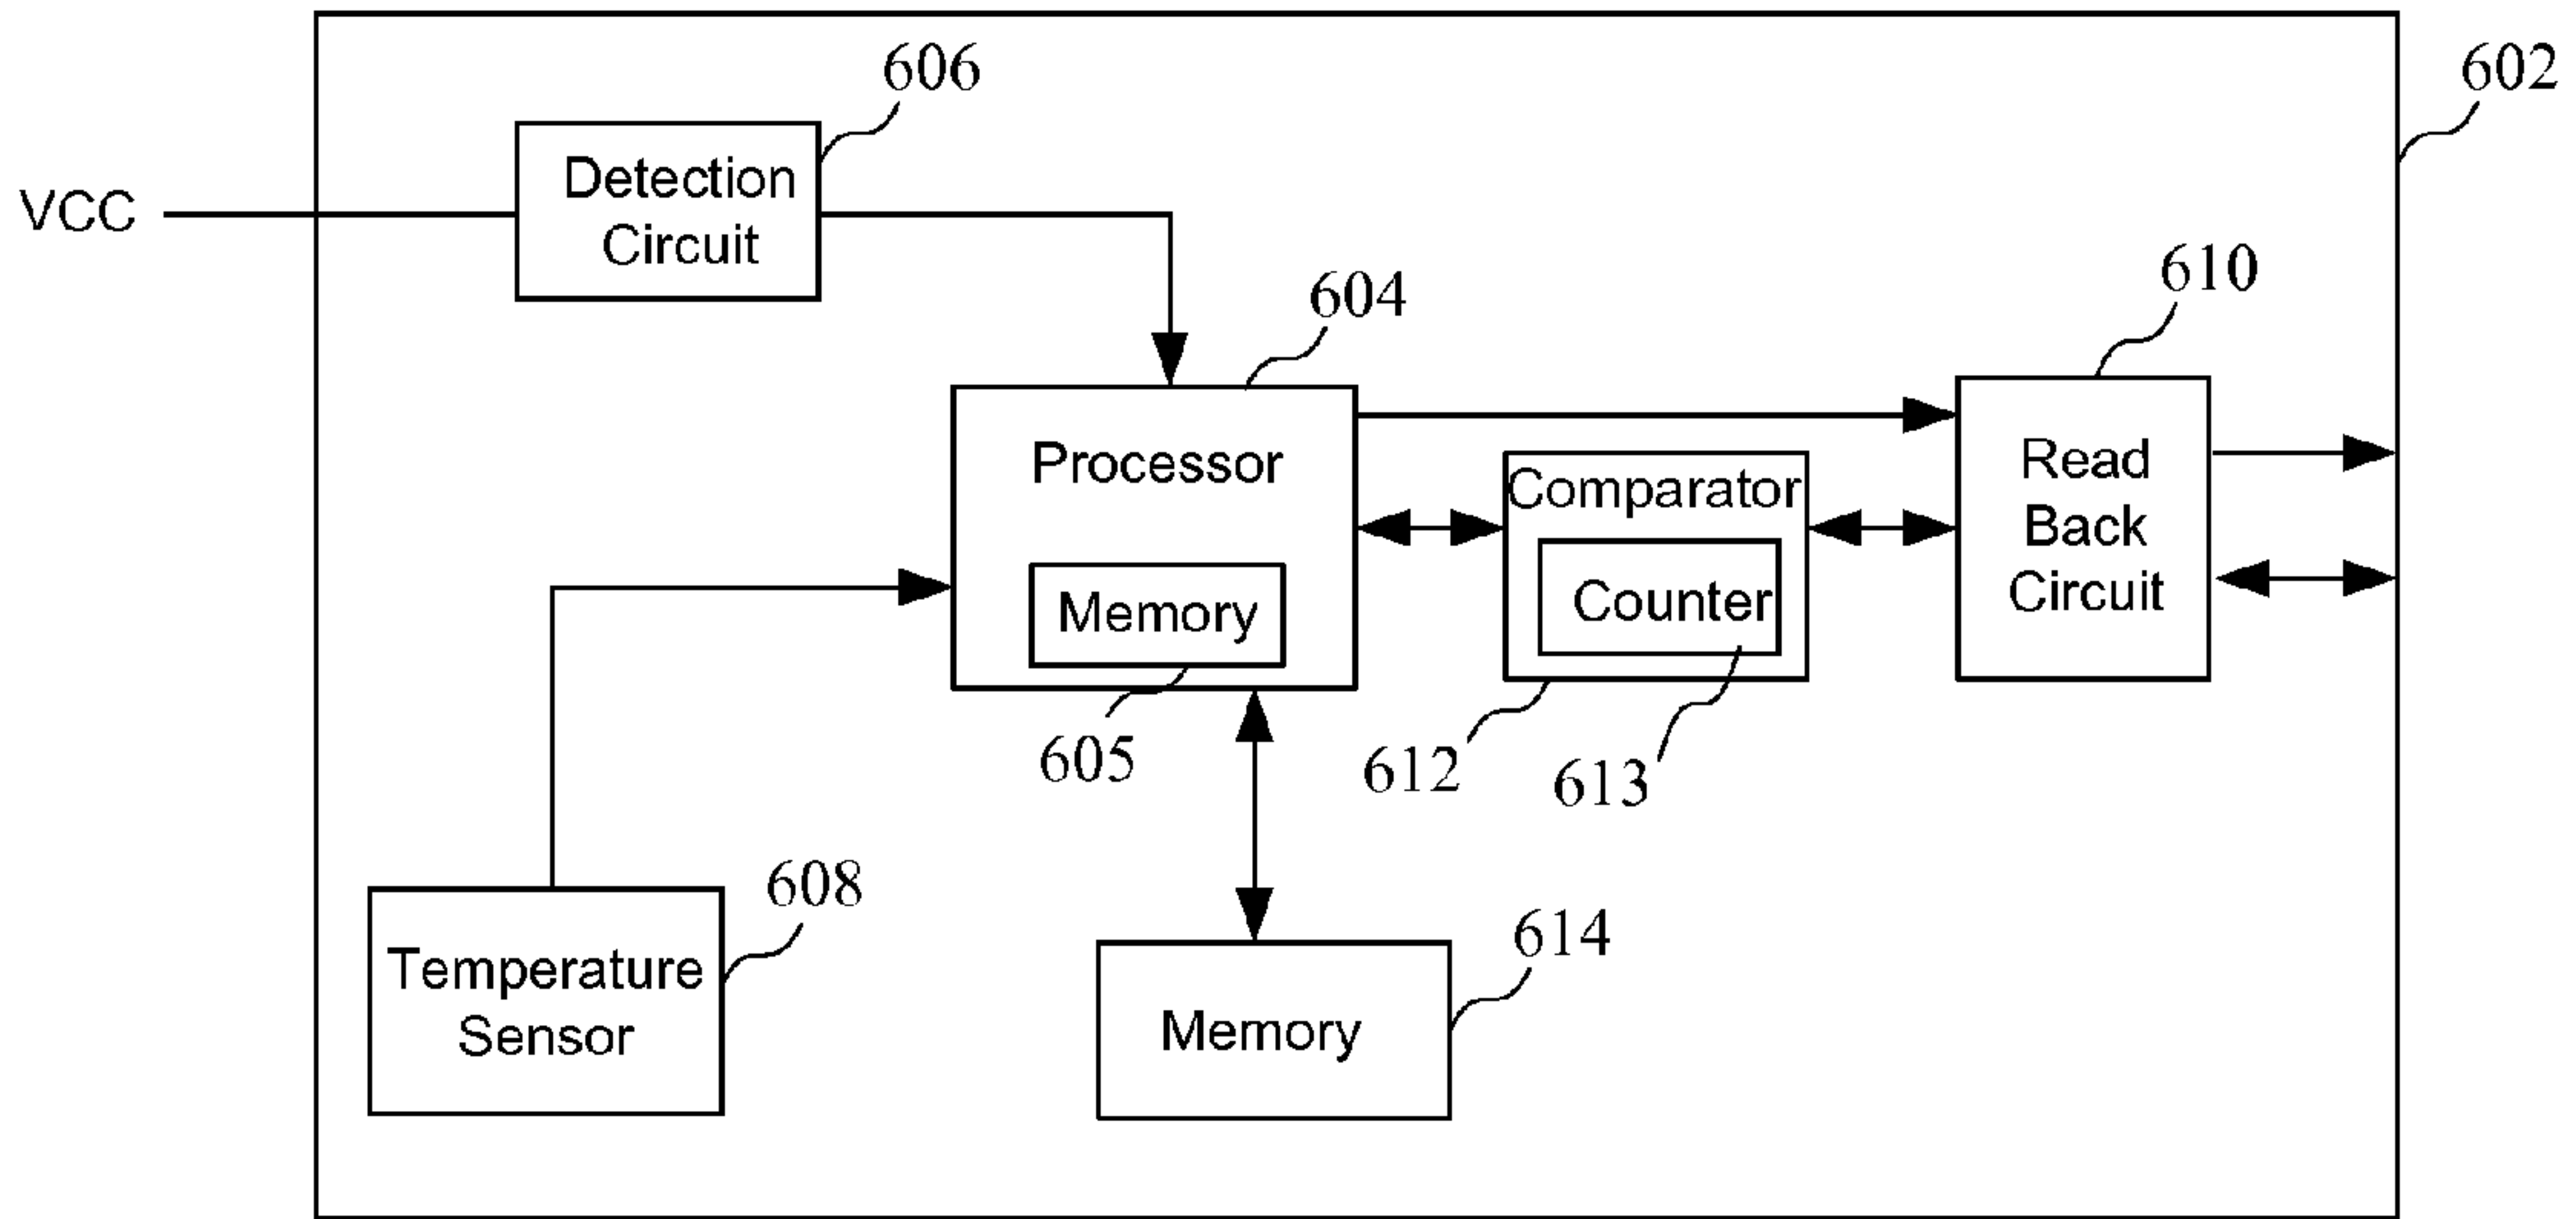 606
602
Detection
Circuit
VCC
610
604
Processor
Comparator
Read
Back
Circuit
Memory
Counter
605
612
613
608
614
Temperature
Sensor
Memory